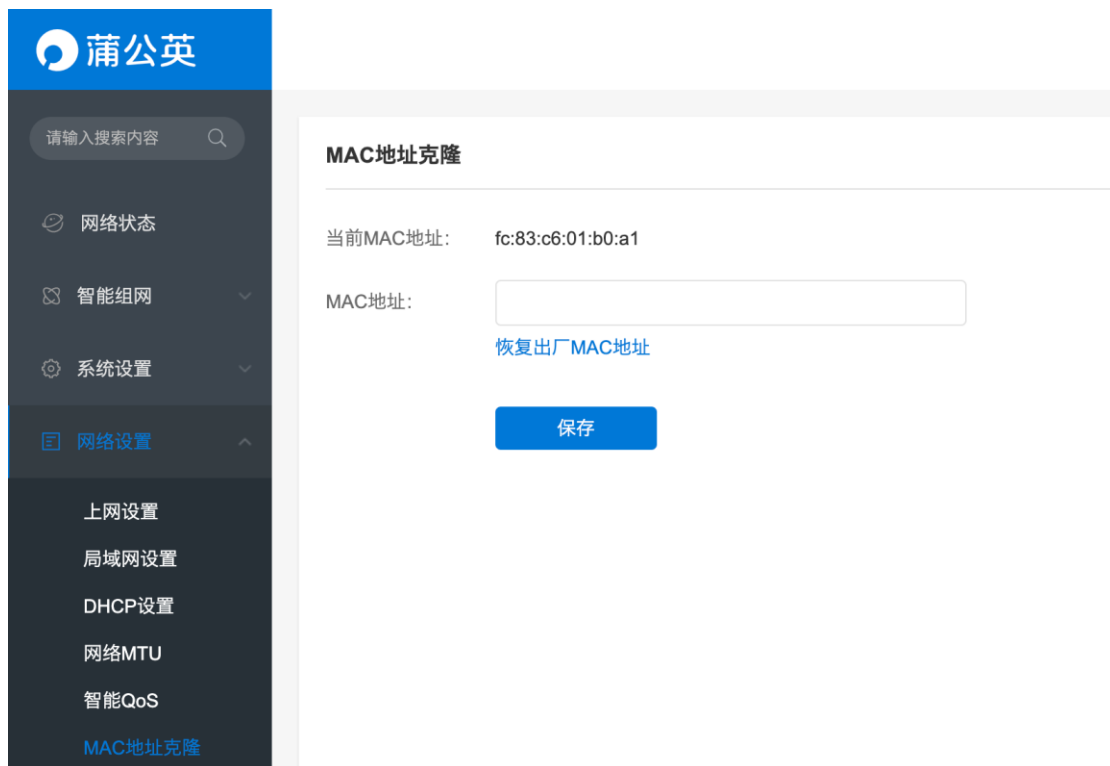 蒲公英
请输入搜索内容
网络状态
智能组网
系统设置
网络设置
上网设置
局域网设置
DHCP设置
网络MTU
智能QoS
MAC地址克隆
MAC地址克隆
当前MAC地址: fc:83:c6:01:b0:a1
MAC地址:
恢复出厂MAC地址
保存